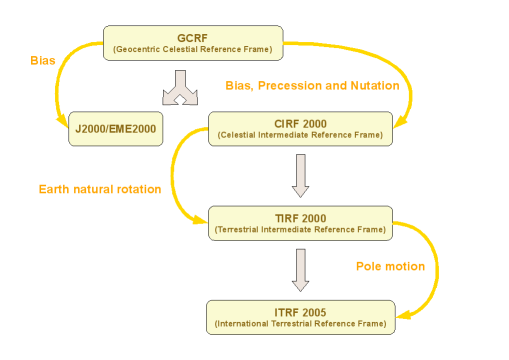 GCRF
(Geocentric Celestial Reference Frame)
Bias
Bias, Precession and Nutation
J2000/EME2000
CIRF 2000
(Celestial Intermediate Reference Frame)
Earth natural rotation
TIRF 2000
(Terrestrial Intermediate Reference Frame)
Pole motion
ITRF 2005
(International Terrestrial Reference Frame)